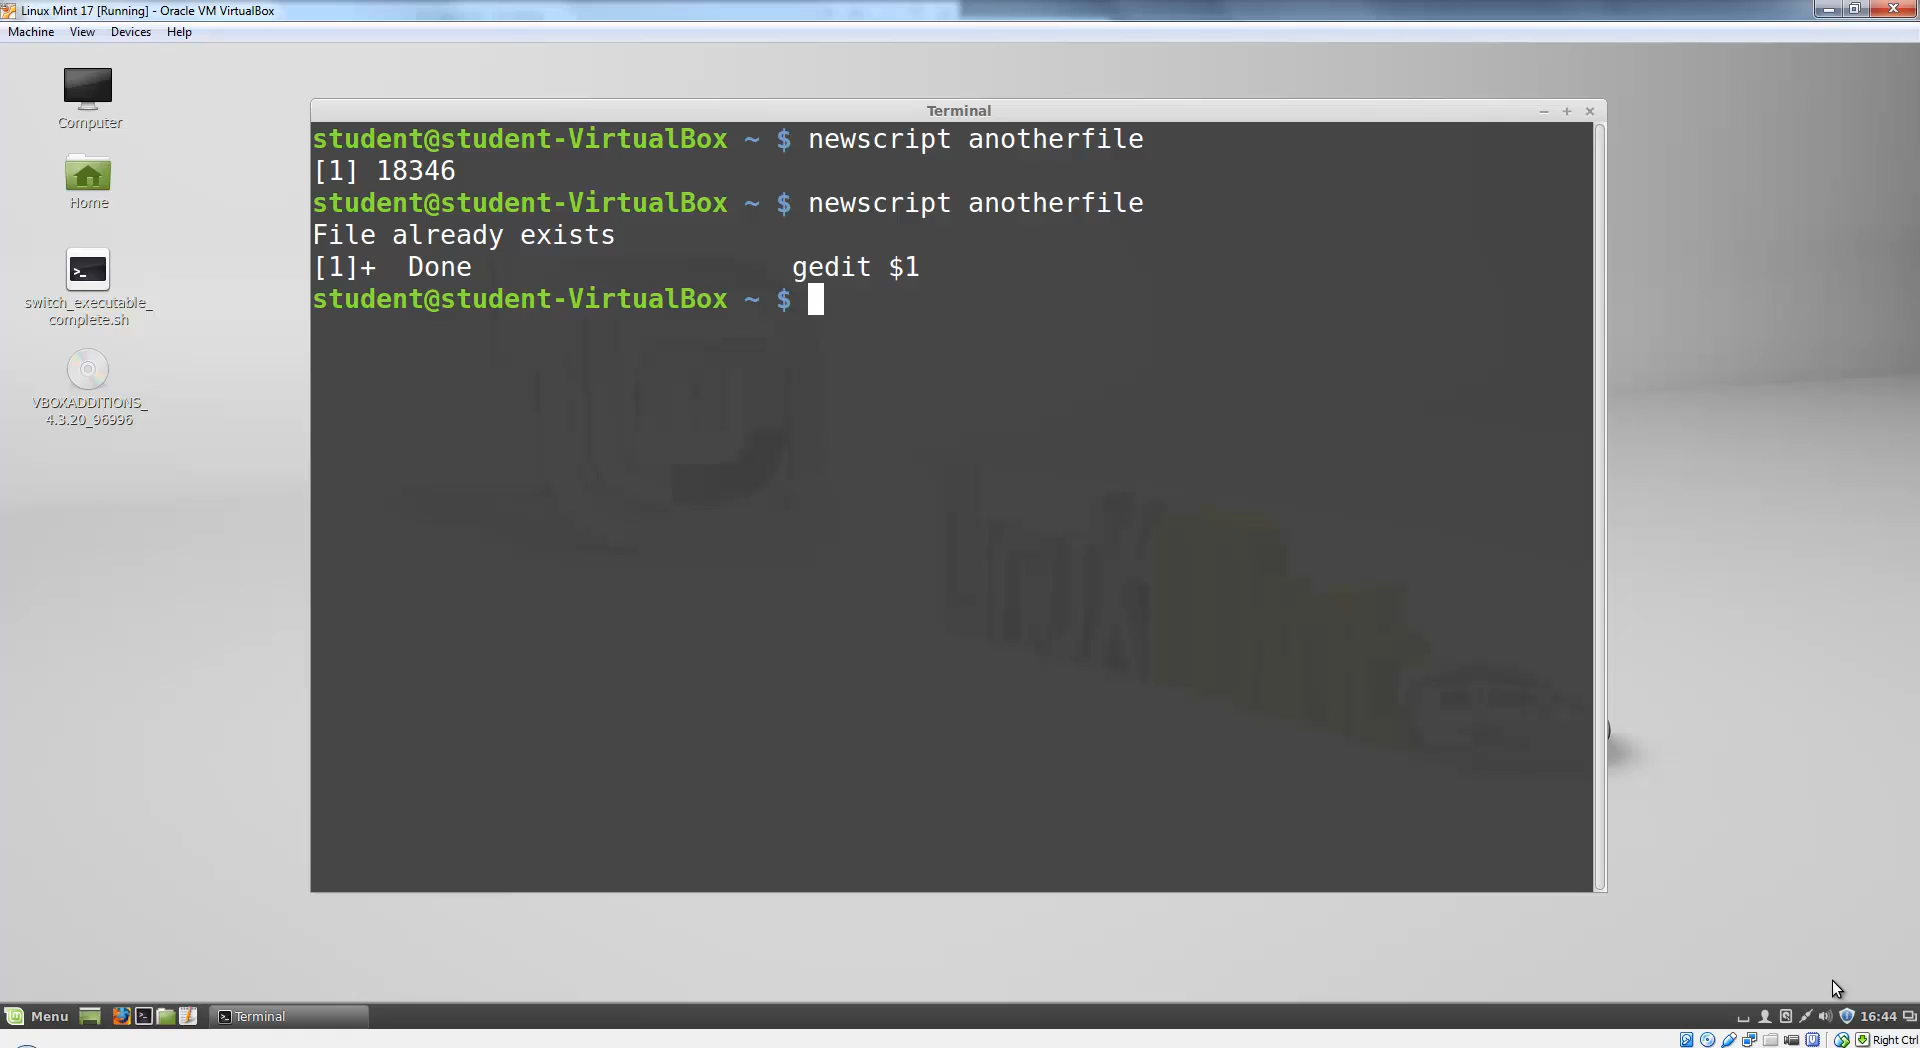 Linux Mint 17 [Running] - Oracle VM VirtualBox
Machine View Devices Help
Computer
Home
switch_executable_
complete.sh
VBOXADDITIONS_
4.3.20_96996
Terminal
student@student-VirtualBox ~ $ newscript anotherfile
[1] 18346
student@student-VirtualBox ~ $ newscript anotherfile
File already exists
[1]+  Done                    gedit $1
student@student-VirtualBox ~ $
Menu
Terminal
16:44
Right Ctrl